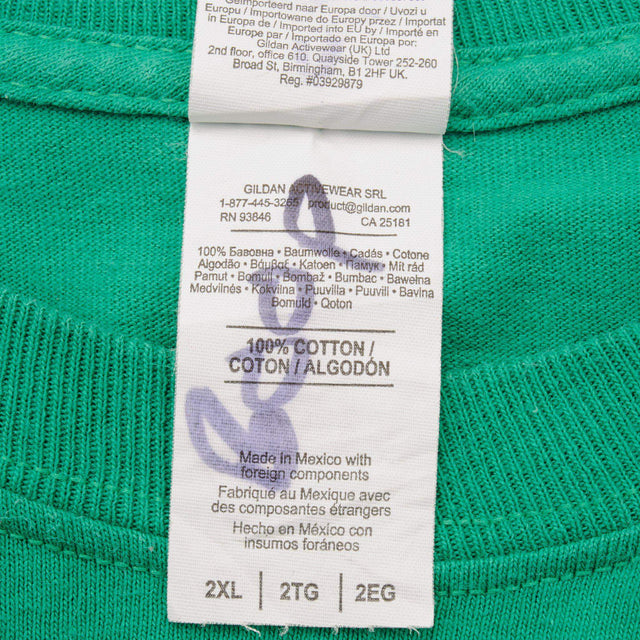 Geïmporteerd naar Europa door / Uvozi u
Europu / Importowane do Europy przez / Importat
in Europa de / Imported into EU by / Importé en
Europe par / Importado en Europa por:
Gildan Activewear (UK) Ltd
2nd floor, office 610. Quayside Tower 252-260
Broad St, Birmingham, B1 2HF UK.
Reg. #03929879
GILDAN ACTIVEWEAR SRL
1-877-445-3265 product@gildan.com
RN 93846 CA 25181
100% Бавовна • Baumwolle • Cadás • Cotone
Algodão • Βάμβαξ • Katoen • Памук • Mit rád
Pamut • Bomull • Bombaž • Bumbac • Bawełna
Medvilnės • Kokvilna • Puuvilla • Puuvill • Bavlna
Bomuld • Qoton
100% COTTON /
COTON / ALGODÓN
Made in Mexico with
foreign components
Fabriqué au Mexique avec
des composantes étrangers
Hecho en México con
insumos foráneos
2XL | 2TG | 2EG